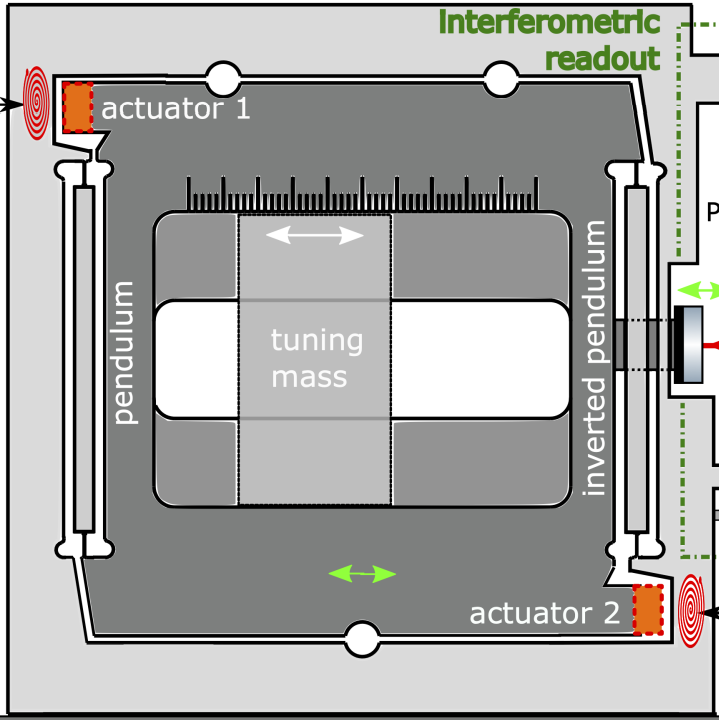 Interferometric
readout
actuator 1
P
pendulum
inverted pendulum
tuning
mass
actuator 2